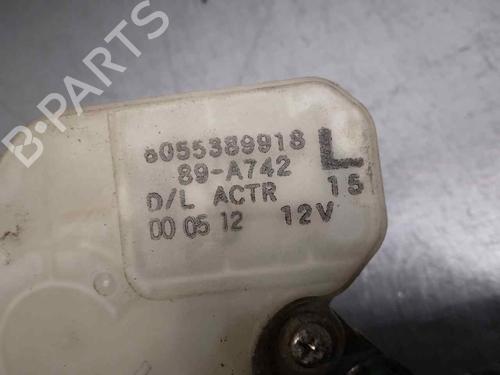 B-PARTS
6055389918
L
89-A742
15
D/L ACTR
00 05 12 12V